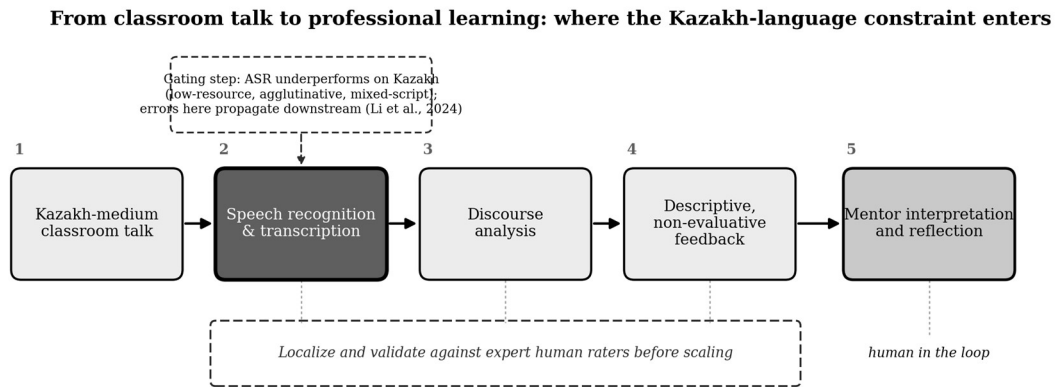 From classroom talk to professional learning: where the Kazakh-language constraint enters
Gating step: ASR underperforms on Kazakh
(low-resource, agglutinative, mixed-script);
errors here propagate downstream (Li et al., 2024)
1
2
3
4
5
Kazakh-medium
classroom talk
Speech recognition
& transcription
Discourse
analysis
Descriptive,
non-evaluative
feedback
Mentor interpretation
and reflection
Localize and validate against expert human raters before scaling
human in the loop